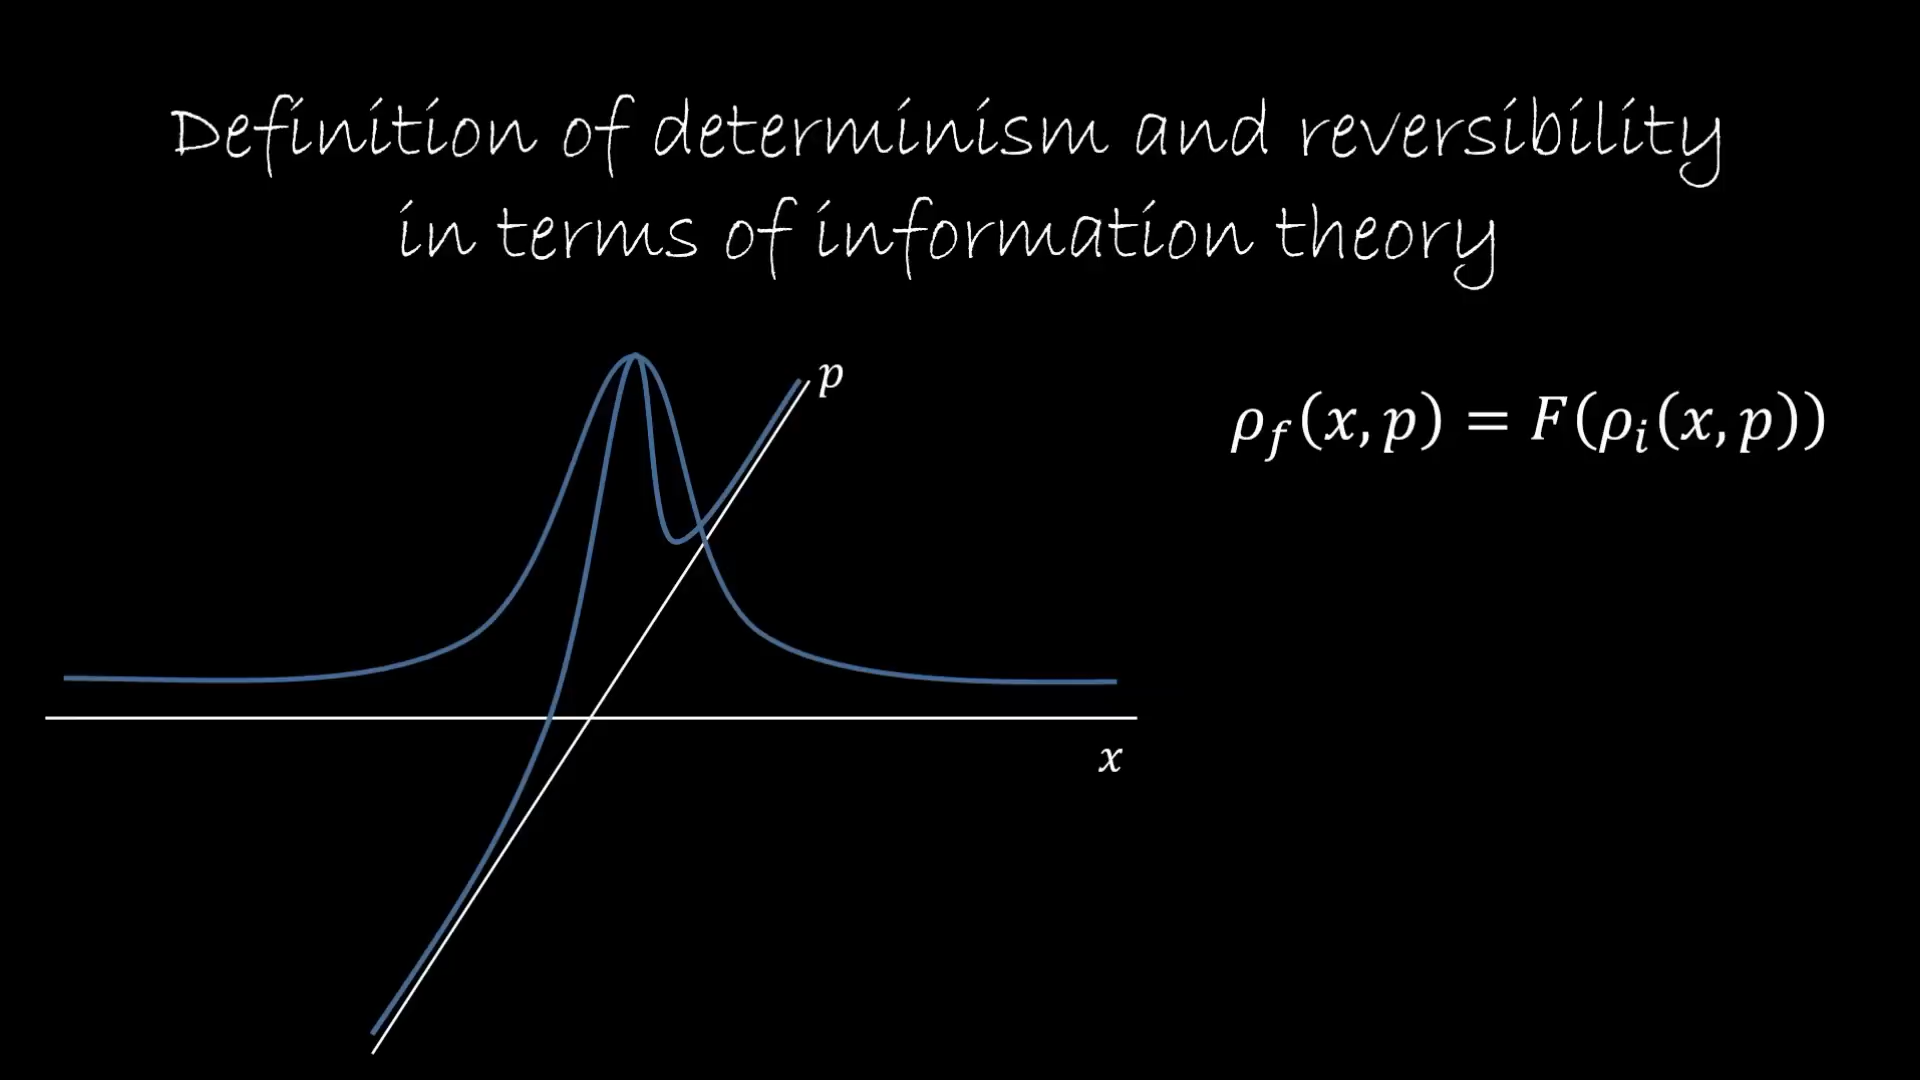 Definition of determinism and reversibility
in terms of information theory
p
ρ_f(x, p) = F(ρ_i(x, p))
x